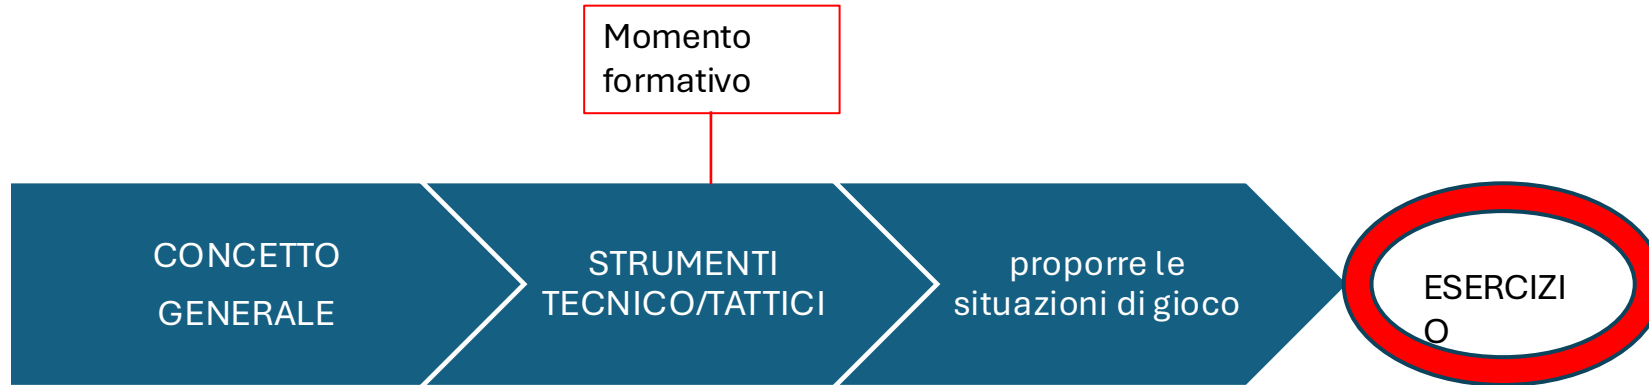 Momento
formativo
CONCETTO
GENERALE
STRUMENTI
TECNICO/TATTICI
proporre le
situazioni di gioco
ESERCIZI
O